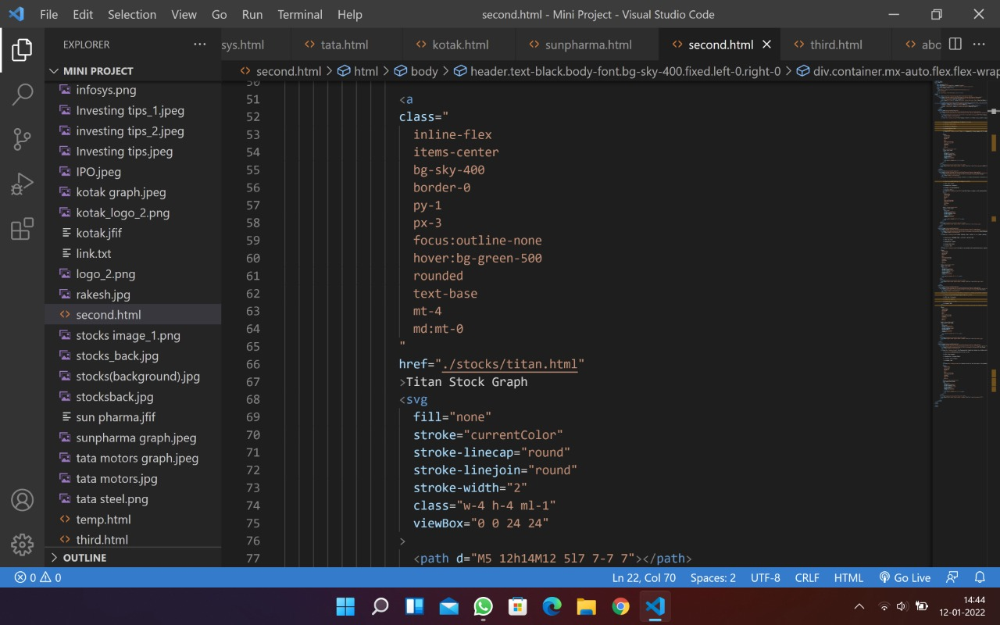 File Edit Selection View Go Run Terminal Help
second.html - Mini Project - Visual Studio Code
EXPLORER
sys.html
tata.html
kotak.html
sunpharma.html
second.html
third.html
abo
MINI PROJECT
second.html > html > body > header.text-black.body-font.bg-sky-400.fixed.left-0.right-0 > div.container.mx-auto.flex.flex-wrap
infosys.png
Investing tips_1.jpeg
investing tips_2.jpeg
Investing tips.jpeg
IPO.jpeg
kotak graph.jpeg
kotak_logo_2.png
kotak.jfif
link.txt
logo_2.png
rakesh.jpg
second.html
stocks image_1.png
stocks_back.jpg
stocks(background).jpg
stocksback.jpg
sun pharma.jfif
sunpharma graph.jpeg
tata motors graph.jpeg
tata motors.jpg
tata steel.png
temp.html
third.html
OUTLINE
50
51 <a
52 class="
53 inline-flex
54 items-center
55 bg-sky-400
56 border-0
57 py-1
58 px-3
59 focus:outline-none
60 hover:bg-green-500
61 rounded
62 text-base
63 mt-4
64 md:mt-0
65 "
66 href="./stocks/titan.html"
67 >Titan Stock Graph
68 <svg
69 fill="none"
70 stroke="currentColor"
71 stroke-linecap="round"
72 stroke-linejoin="round"
73 stroke-width="2"
74 class="w-4 h-4 ml-1"
75 viewBox="0 0 24 24"
76 >
77 <path d="M5 12h14M12 5l7 7-7 7"></path>
0 0
Ln 22, Col 70 Spaces: 2 UTF-8 CRLF HTML Go Live
14:44
12-01-2022